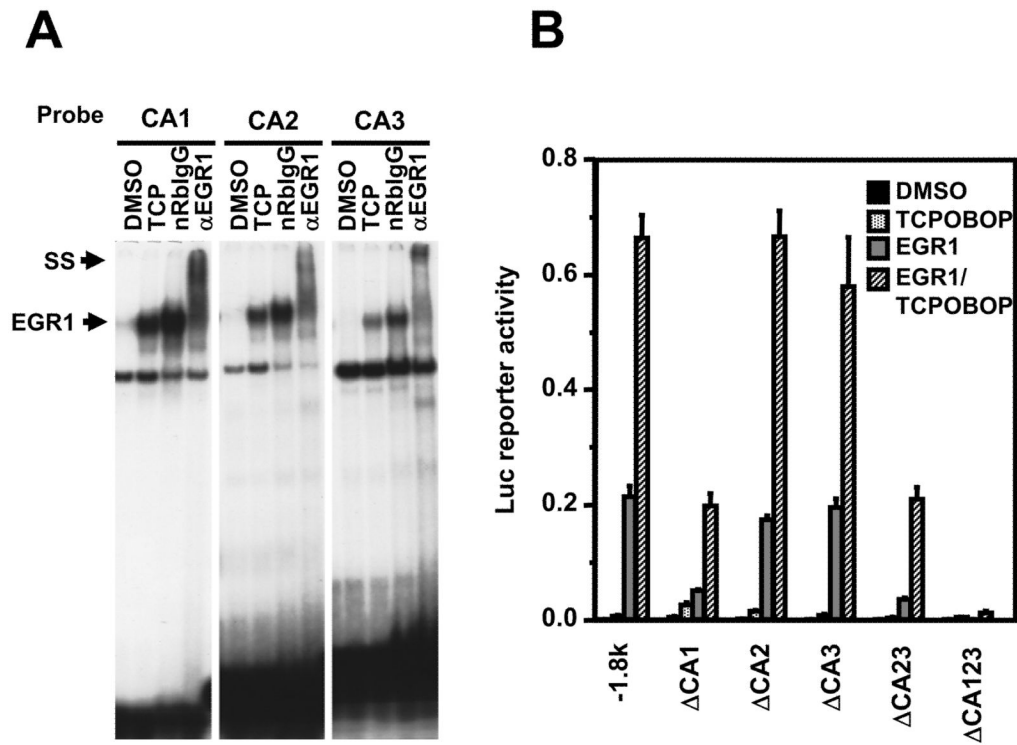 A
Probe CA1 CA2 CA3
DMSO
TCP
nRbIgG
αEGR1
DMSO
TCP
nRbIgG
αEGR1
DMSO
TCP
nRbIgG
αEGR1
SS
EGR1
B
Luc reporter activity
0.8
0.6
0.4
0.2
0.0
DMSO
TCPOBOP
EGR1
EGR1/
TCPOBOP
-1.8k
ΔCA1
ΔCA2
ΔCA3
ΔCA23
ΔCA123